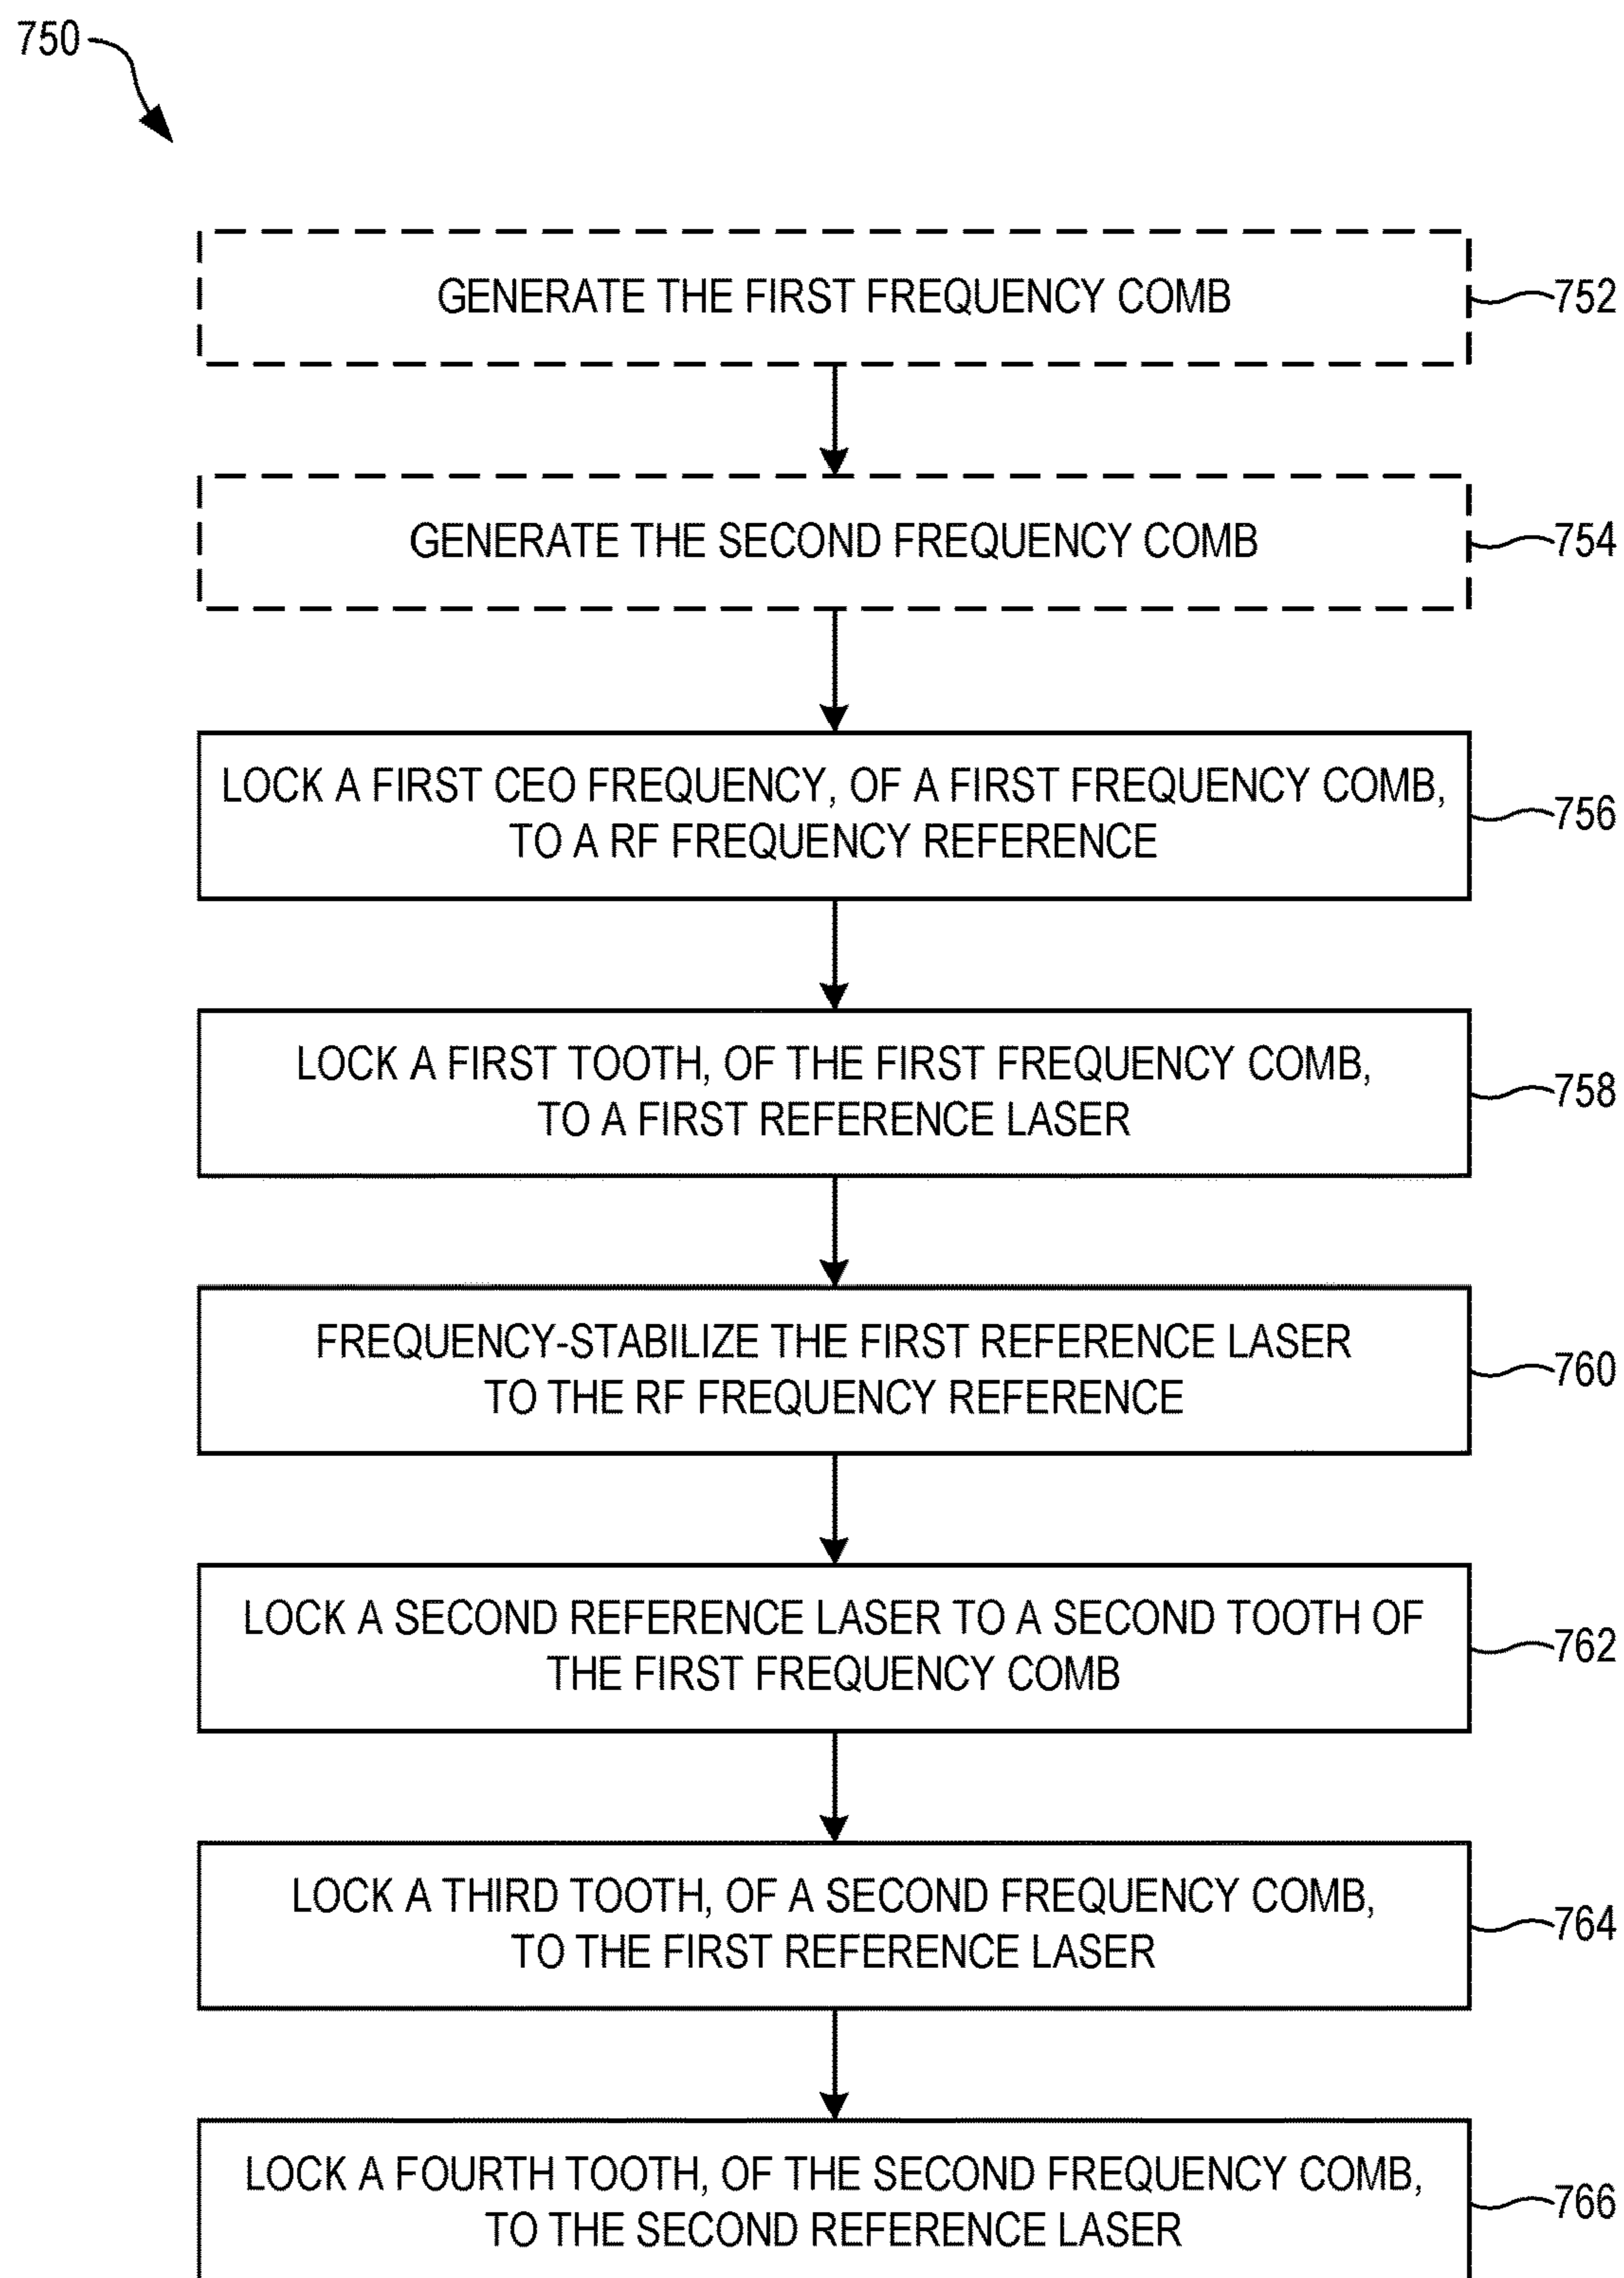 750
GENERATE THE FIRST FREQUENCY COMB
752
GENERATE THE SECOND FREQUENCY COMB
754
LOCK A FIRST CEO FREQUENCY, OF A FIRST FREQUENCY COMB,
TO A RF FREQUENCY REFERENCE
756
LOCK A FIRST TOOTH, OF THE FIRST FREQUENCY COMB,
TO A FIRST REFERENCE LASER
758
FREQUENCY-STABILIZE THE FIRST REFERENCE LASER
TO THE RF FREQUENCY REFERENCE
760
LOCK A SECOND REFERENCE LASER TO A SECOND TOOTH OF
THE FIRST FREQUENCY COMB
762
LOCK A THIRD TOOTH, OF A SECOND FREQUENCY COMB,
TO THE FIRST REFERENCE LASER
764
LOCK A FOURTH TOOTH, OF THE SECOND FREQUENCY COMB,
TO THE SECOND REFERENCE LASER
766